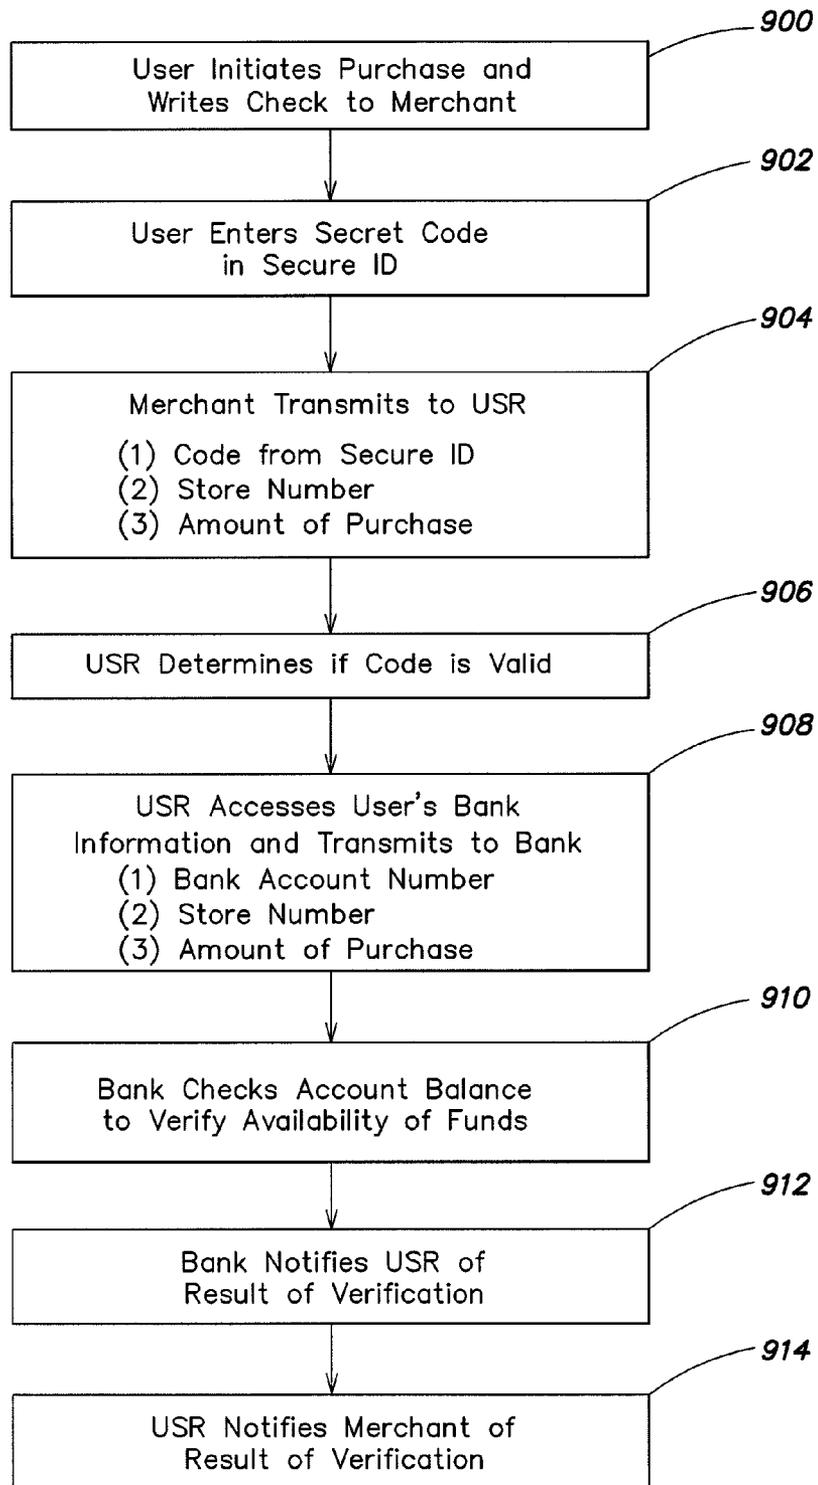 900
User Initiates Purchase and
Writes Check to Merchant
902
User Enters Secret Code
in Secure ID
904
Merchant Transmits to USR
(1) Code from Secure ID
(2) Store Number
(3) Amount of Purchase
906
USR Determines if Code is Valid
908
USR Accesses User's Bank
Information and Transmits to Bank
(1) Bank Account Number
(2) Store Number
(3) Amount of Purchase
910
Bank Checks Account Balance
to Verify Availability of Funds
912
Bank Notifies USR of
Result of Verification
914
USR Notifies Merchant of
Result of Verification